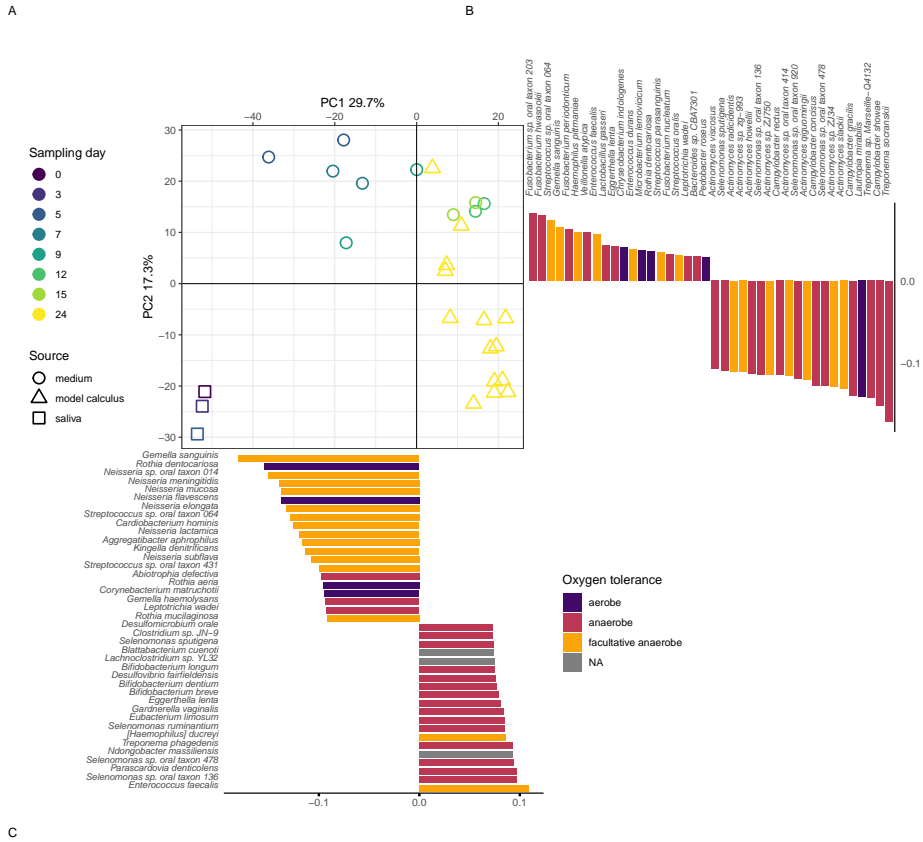 A
B
PC1 29.7%
−40
−20
0
20
30
20
10
0
−10
−20
−30
PC2 17.3%
Sampling day
0
3
5
7
9
12
15
24
Source
medium
model calculus
saliva
Fusobacterium sp. oral taxon 203
Fusobacterium hwasookii
Streptococcus sp. oral taxon 064
Gemella sanguinis
Fusobacterium periodonticum
Haemophilus pittmaniae
Veillonella atypica
Enterococcus faecalis
Lactobacillus gasseri
Eggerthella lenta
Chryseobacterium indologenes
Enterococcus durans
Microbacterium lemovicicum
Rothia dentocariosa
Streptococcus parasanguinis
Fusobacterium nucleatum
Streptococcus oralis
Leptotrichia wadei
Bacteroides sp. CBA7301
Pedobacter roseus
Actinomyces viscosus
Selenomonas sputigena
Actinomyces radicidentis
Actinomyces sp. zg−993
Actinomyces howellii
Selenomonas sp. oral taxon 136
Actinomyces sp. ZJ750
Campylobacter rectus
Actinomyces sp. oral taxon 414
Selenomonas sp. oral taxon 920
Actinomyces qiguomingii
Campylobacter concisus
Selenomonas sp. oral taxon 478
Actinomyces sp. ZJ34
Actinomyces slackii
Campylobacter gracilis
Lautropia mirabilis
Treponema sp. Marseille−Q4132
Campylobacter showae
Treponema socranskii
0.0
−0.1
Gemella sanguinis
Rothia dentocariosa
Neisseria sp. oral taxon 014
Neisseria meningitidis
Neisseria mucosa
Neisseria flavescens
Neisseria elongata
Streptococcus sp. oral taxon 064
Cardiobacterium hominis
Neisseria lactamica
Aggregatibacter aphrophilus
Kingella denitrificans
Neisseria subflava
Streptococcus sp. oral taxon 431
Abiotrophia defectiva
Rothia aeria
Corynebacterium matruchotii
Gemella haemolysans
Leptotrichia wadei
Rothia mucilaginosa
Desulfomicrobium orale
Clostridium sp. JN−9
Selenomonas sputigena
Blattabacterium cuenoti
Lachnoclostridium sp. YL32
Bifidobacterium longum
Desulfovibrio fairfieldensis
Bifidobacterium dentium
Bifidobacterium breve
Eggerthella lenta
Gardnerella vaginalis
Eubacterium limosum
Selenomonas ruminantium
[Haemophilus] ducreyi
Treponema phagedenis
Ndongobacter massiliensis
Selenomonas sp. oral taxon 478
Parascardovia denticolens
Selenomonas sp. oral taxon 136
Enterococcus faecalis
−0.1
0.0
0.1
Oxygen tolerance
aerobe
anaerobe
facultative anaerobe
NA
C